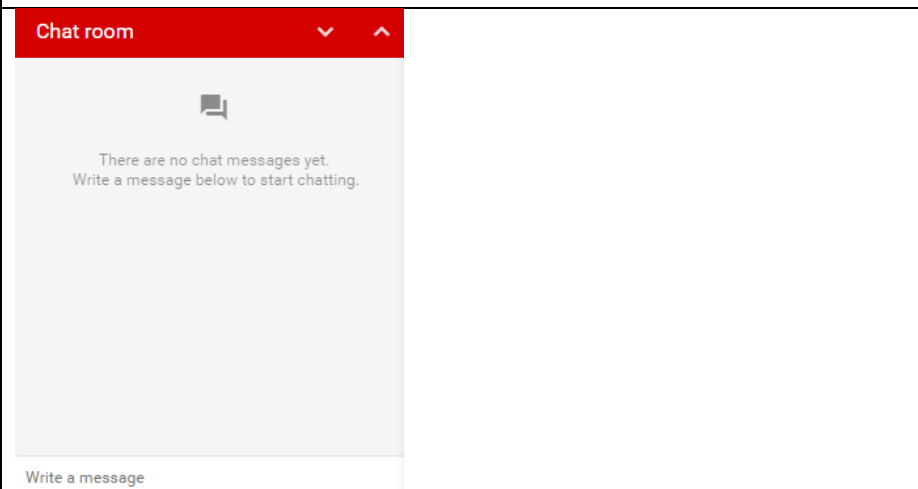 Chat room
There are no chat messages yet.
Write a message below to start chatting.
Write a message